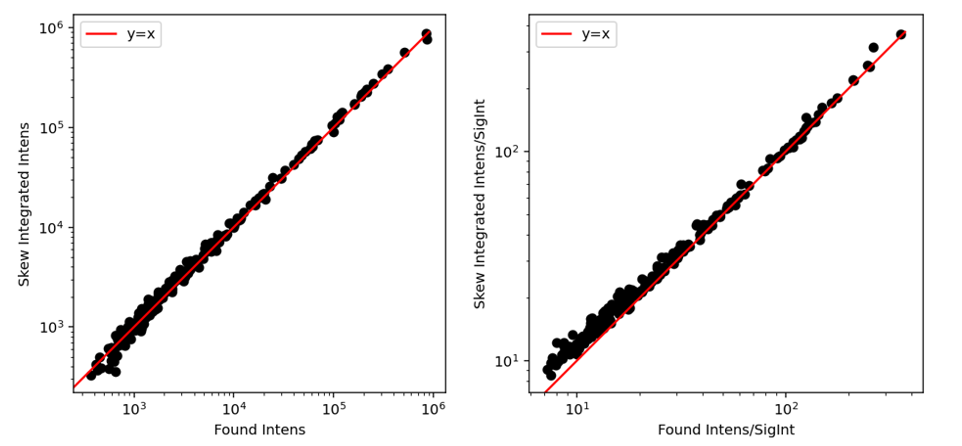 y=x
10^6
10^5
10^4
10^3
Skew Integrated Intens
10^3 10^4 10^5 10^6
Found Intens
y=x
10^2
10^1
Skew Integrated Intens/SigInt
10^1 10^2
Found Intens/SigInt